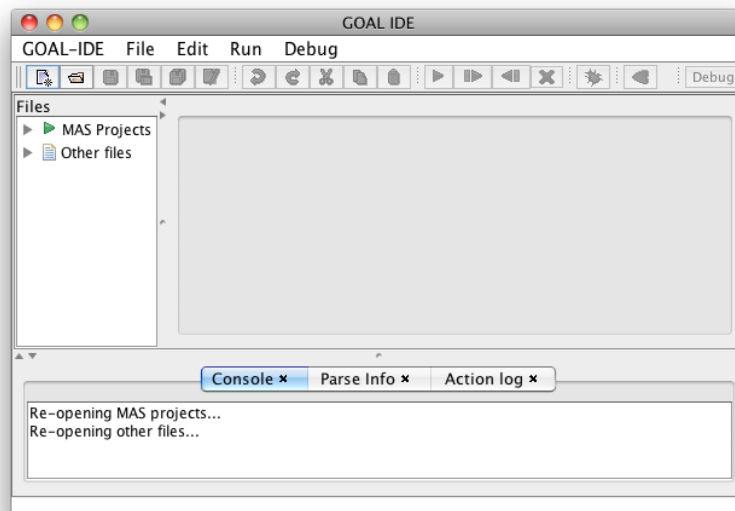 GOAL IDE
GOAL-IDE File Edit Run Debug
Debug
Files
MAS Projects
Other files
Console × Parse Info × Action log ×
Re-opening MAS projects...
Re-opening other files...